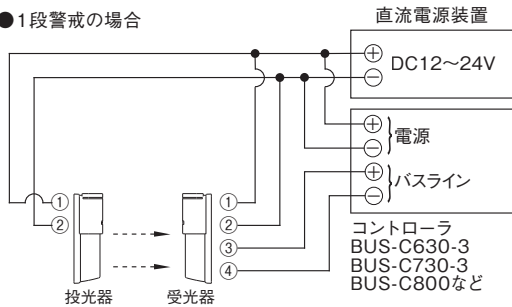 ●1段警戒の場合
直流電源装置
⊕
⊖
DC12～24V
⊕
⊖
電源
⊕
⊖
バスライン
①
②
①
②
③
④
投光器
受光器
コントローラ
BUS-C630-3
BUS-C730-3
BUS-C800など